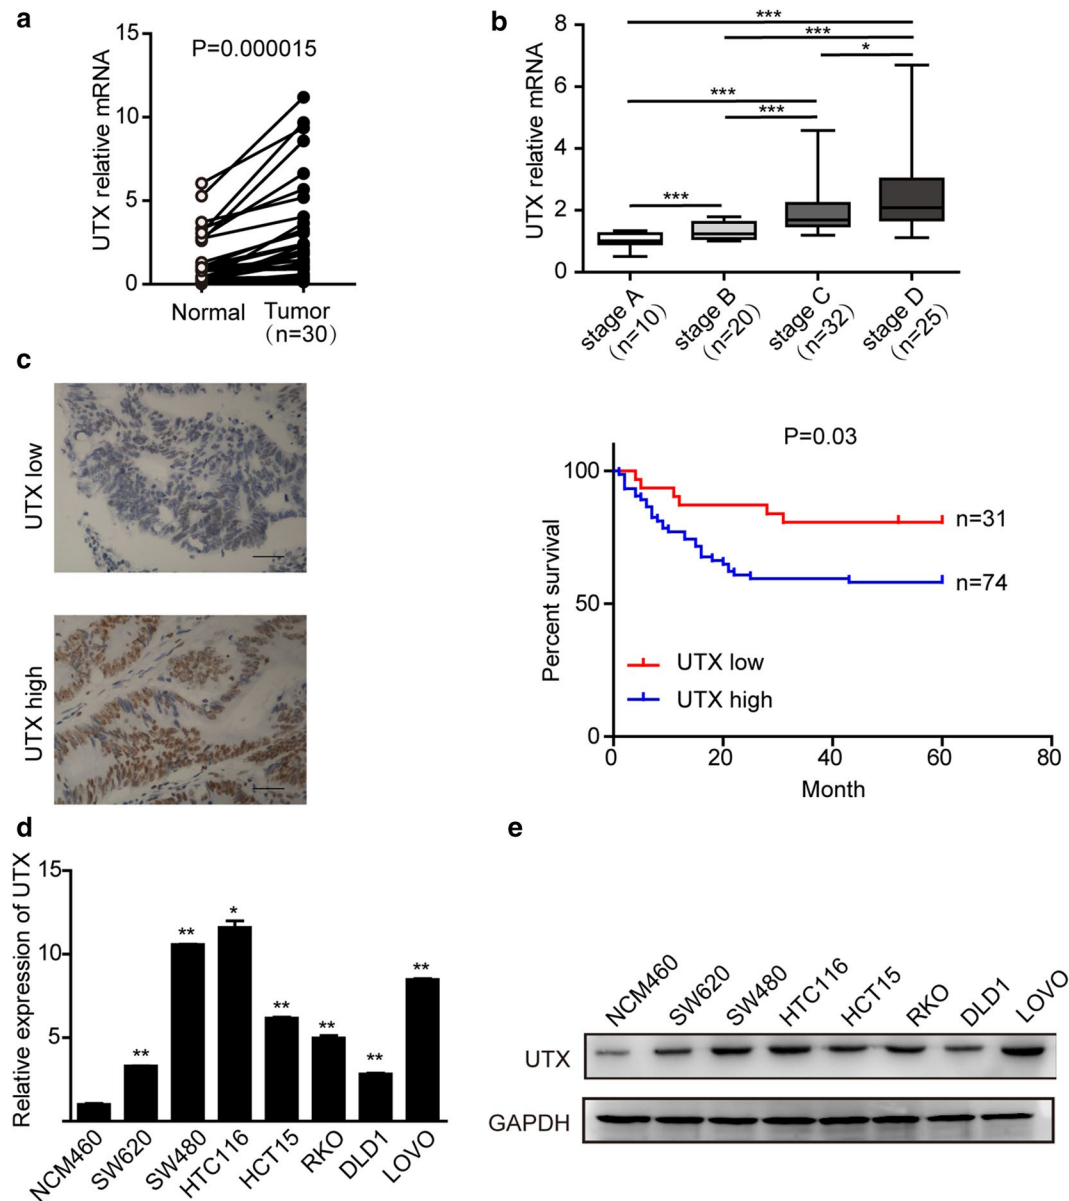 a
15
10
5
0
UTX relative mRNA
P=0.000015
Normal
Tumor
(n=30)
b
8
6
4
2
0
UTX relative mRNA
***
***
*
***
***
***
stage A
(n=10)
stage B
(n=20)
stage C
(n=32)
stage D
(n=25)
c
UTX low
UTX high
P=0.03
100
50
0
Percent survival
n=31
n=74
UTX low
UTX high
0 20 40 60 80
Month
d
Relative expression of UTX
15
10
5
**
**
*
**
**
**
**
NCM460
SW620
SW480
HTC116
HCT15
RKO
DLD1
LOVO
e
NCM460
SW620
SW480
HTC116
HCT15
RKO
DLD1
LOVO
UTX
GAPDH